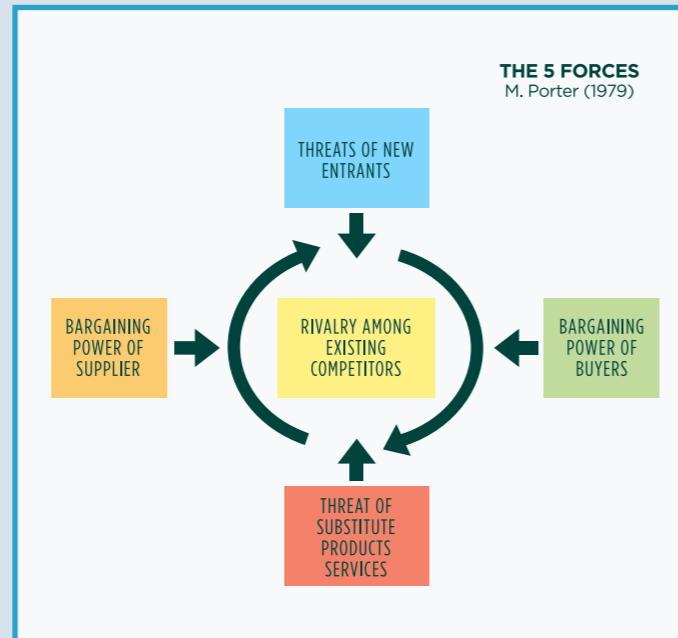 THE 5 FORCES
M. Porter (1979)
THREATS OF NEW
ENTRANTS
BARGAINING
POWER OF
SUPPLIER
RIVALRY AMONG
EXISTING
COMPETITORS
BARGAINING
POWER OF
BUYERS
THREAT OF
SUBSTITUTE
PRODUCTS
SERVICES